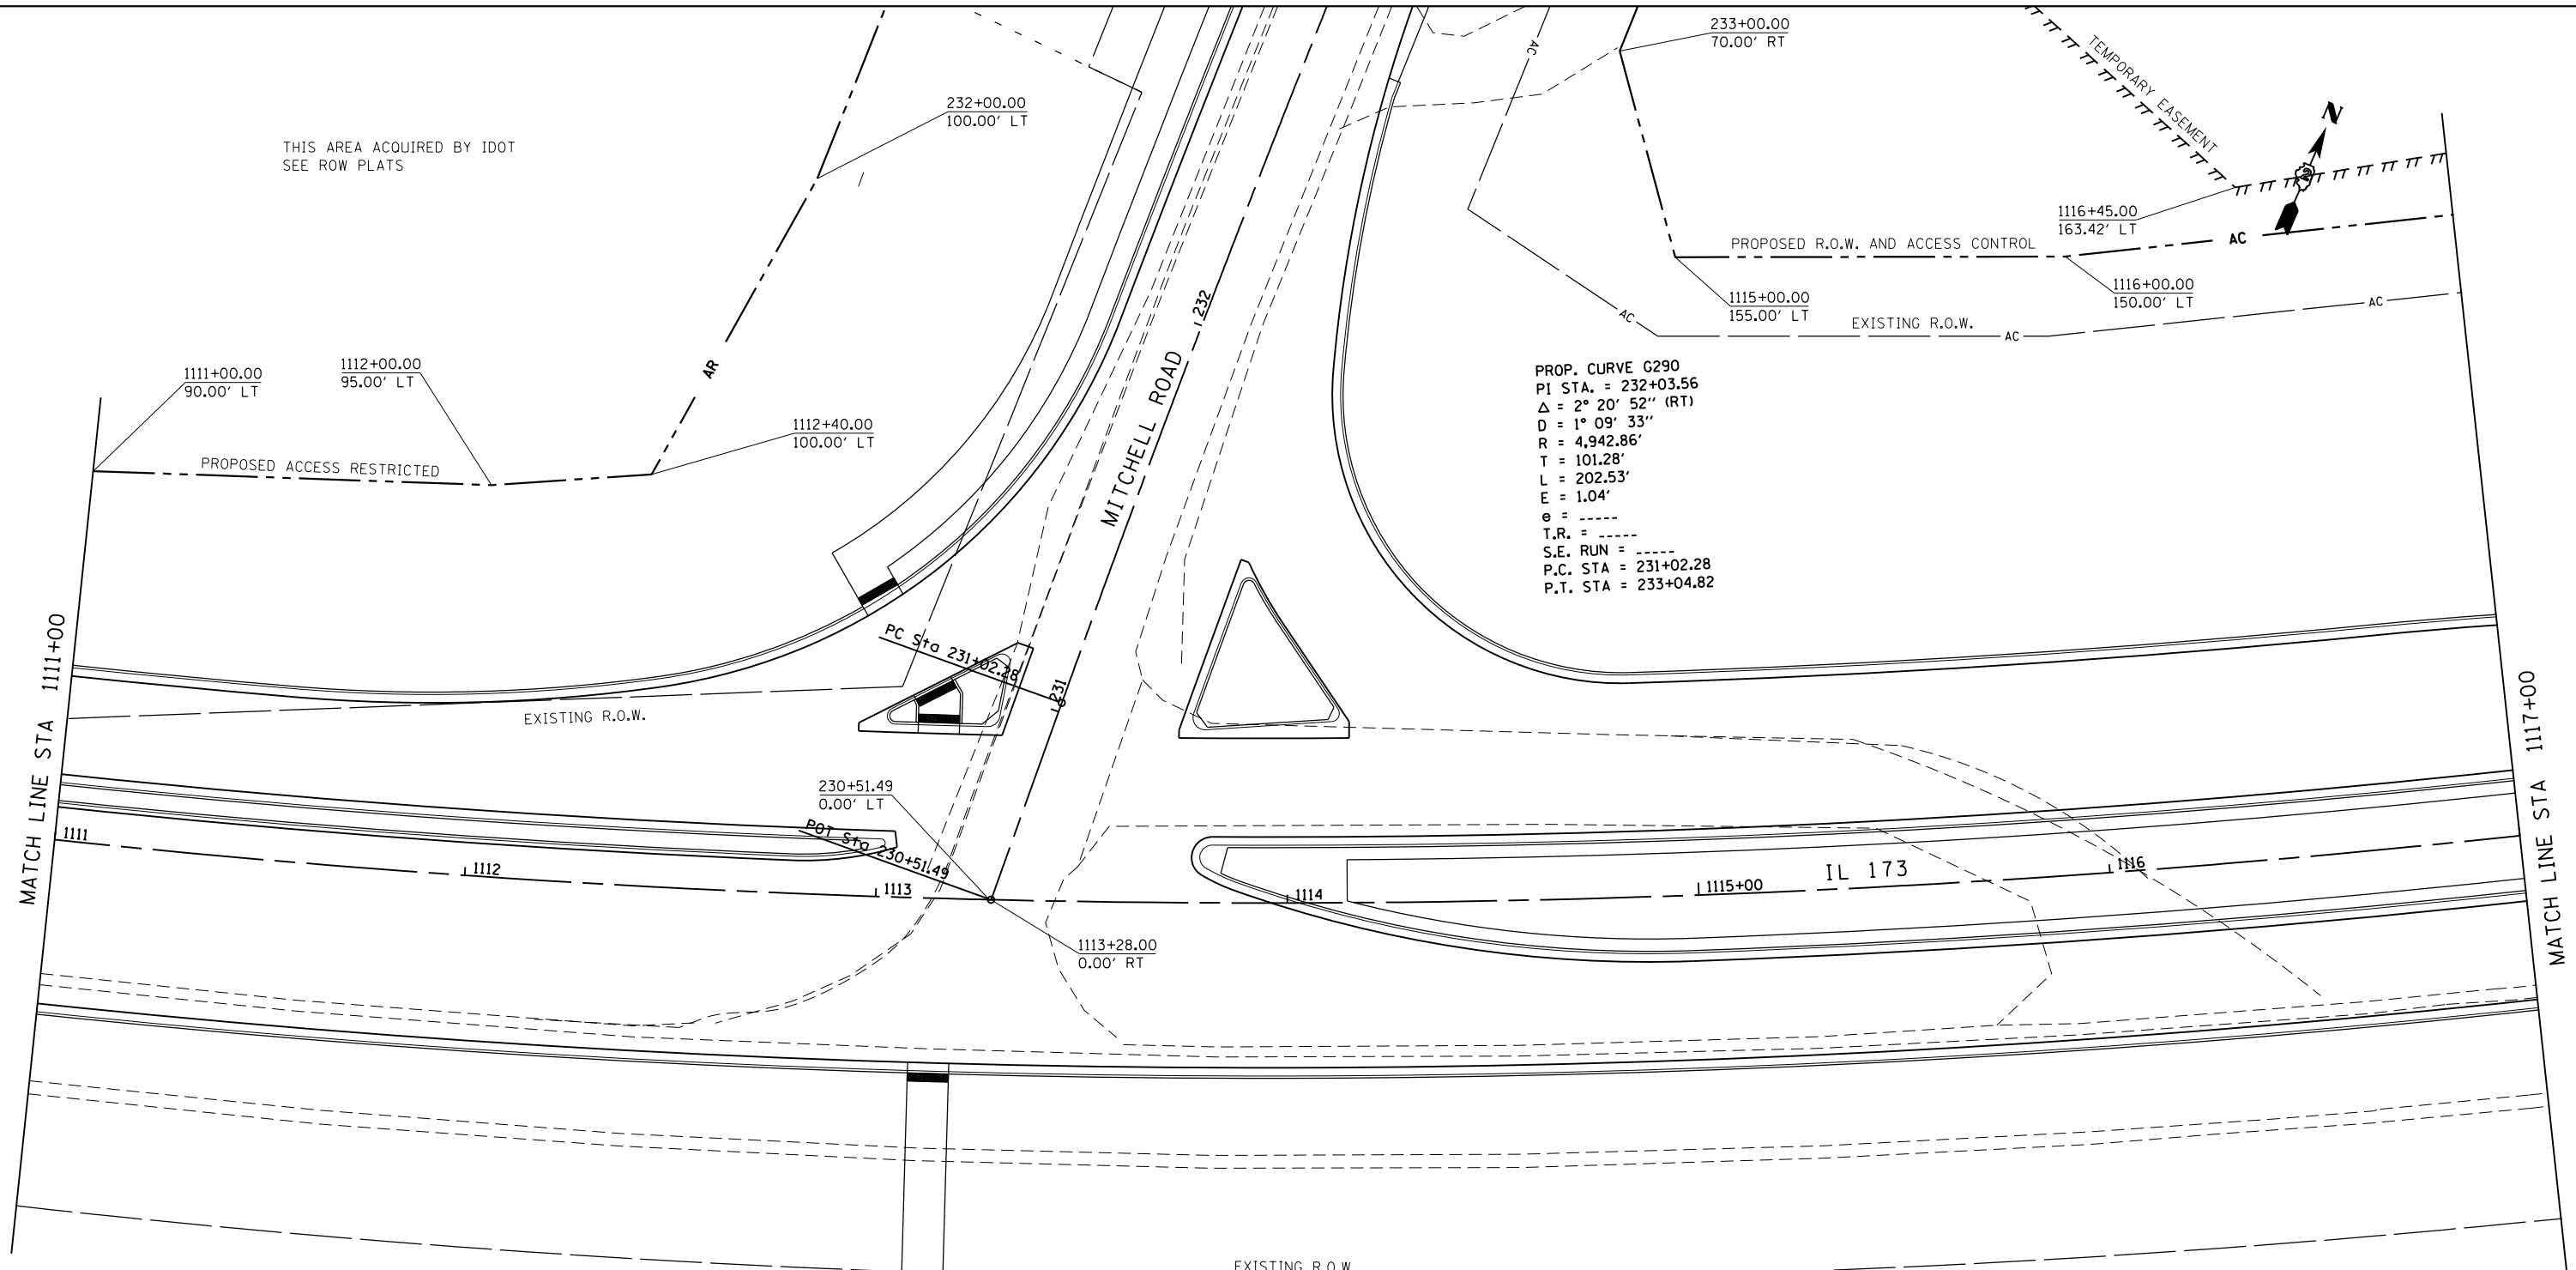 233+00.00
70.00' RT
TEMPORARY EASEMENT
232+00.00
100.00' LT
AC
N
THIS AREA ACQUIRED BY IDOT
SEE ROW PLATS
1116+45.00
163.42' LT
PROPOSED R.O.W. AND ACCESS CONTROL
AC
1116+00.00
150.00' LT
1115+00.00
155.00' LT
232
AC
EXISTING R.O.W.
AC
AC
1111+00.00
90.00' LT
1112+00.00
95.00' LT
AR
1112+40.00
100.00' LT
PROPOSED ACCESS RESTRICTED
MITCHELL ROAD
PROP. CURVE G290
PI STA. = 232+03.56
Δ = 2° 20' 52'' (RT)
D = 1° 09' 33''
R = 4,942.86'
T = 101.28'
L = 202.53'
E = 1.04'
e = -----
T.R. = -----
S.E. RUN = -----
P.C. STA = 231+02.28
P.T. STA = 233+04.82
PC Sta 231+02.28
231
EXISTING R.O.W.
MATCH LINE STA 1111+00
MATCH LINE STA 1117+00
230+51.49
0.00' LT
POT Sta 230+51.49
1111
1112
1113
1114
1115+00
IL 173
1116
1113+28.00
0.00' RT
EXISTING R.O.W.